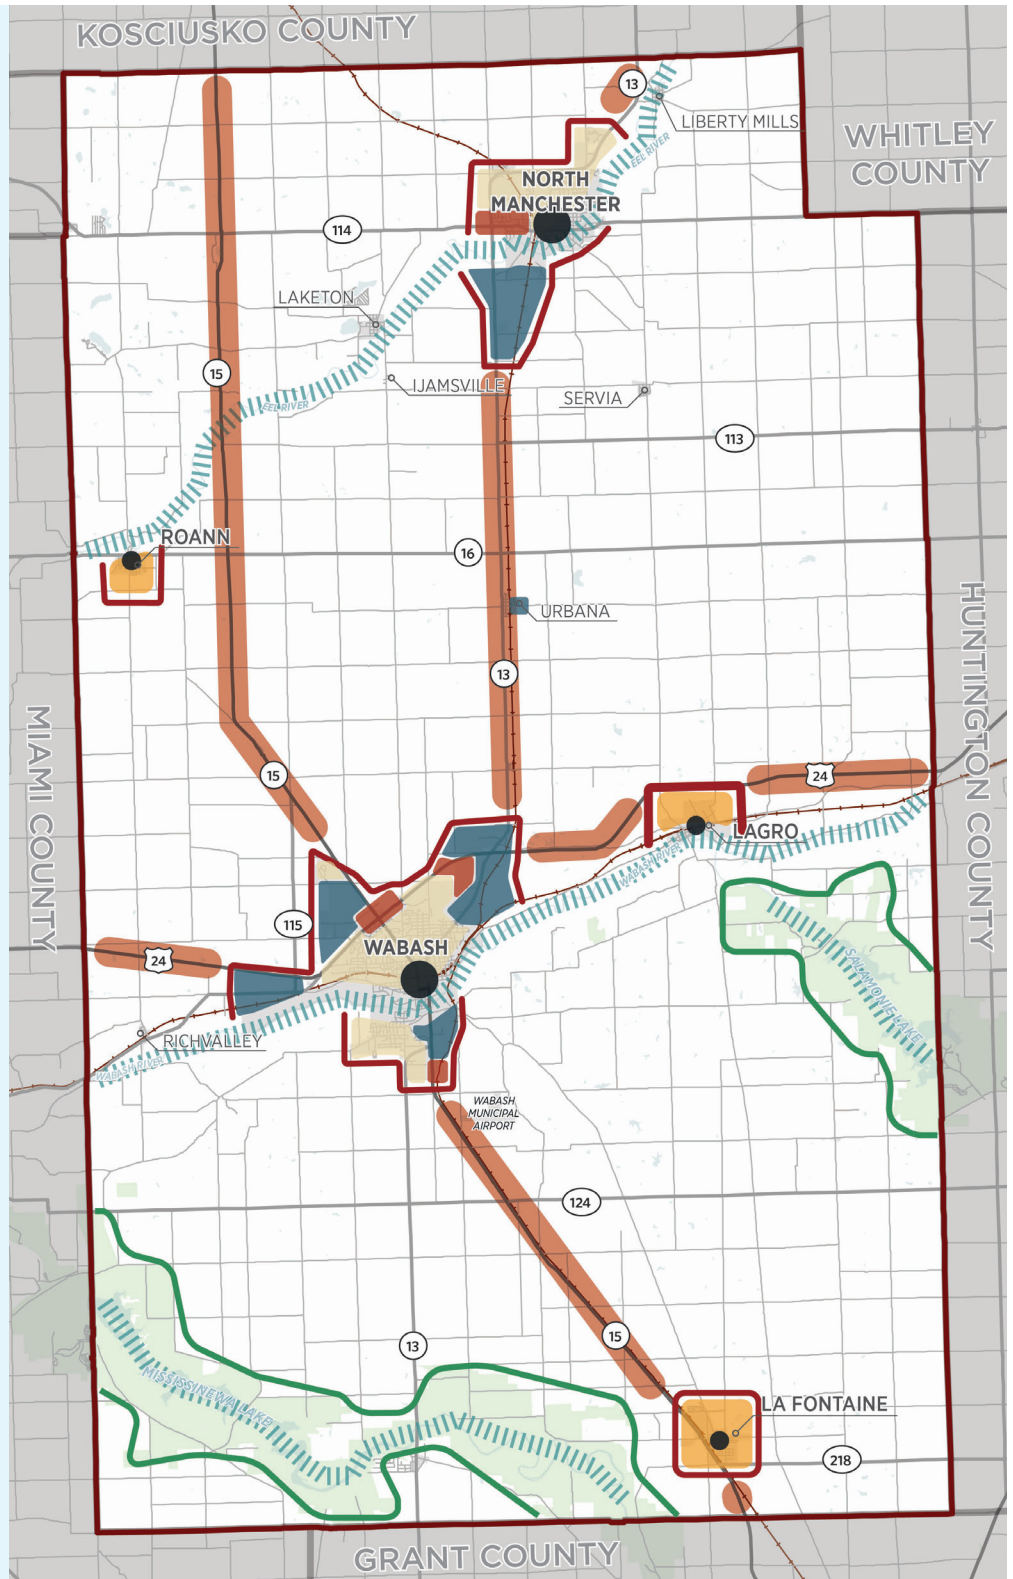 KOSCIUSKO COUNTY
13
LIBERTY MILLS
WHITLEY
COUNTY
EEL RIVER
NORTH
MANCHESTER
114
LAKETON
15
IJAMSVILLE
SERVIA
EEL RIVER
113
ROANN
16
URBANA
13
HUNTINGTON COUNTY
MIAMI COUNTY
15
24
LAGRO
WABASH RIVER
115
WABASH
24
SALAMONIE LAKE
RICHVALLEY
WABASH RIVER
WABASH
MUNICIPAL
AIRPORT
124
15
13
MISSISSINEWA LAKE
LA FONTAINE
218
GRANT COUNTY